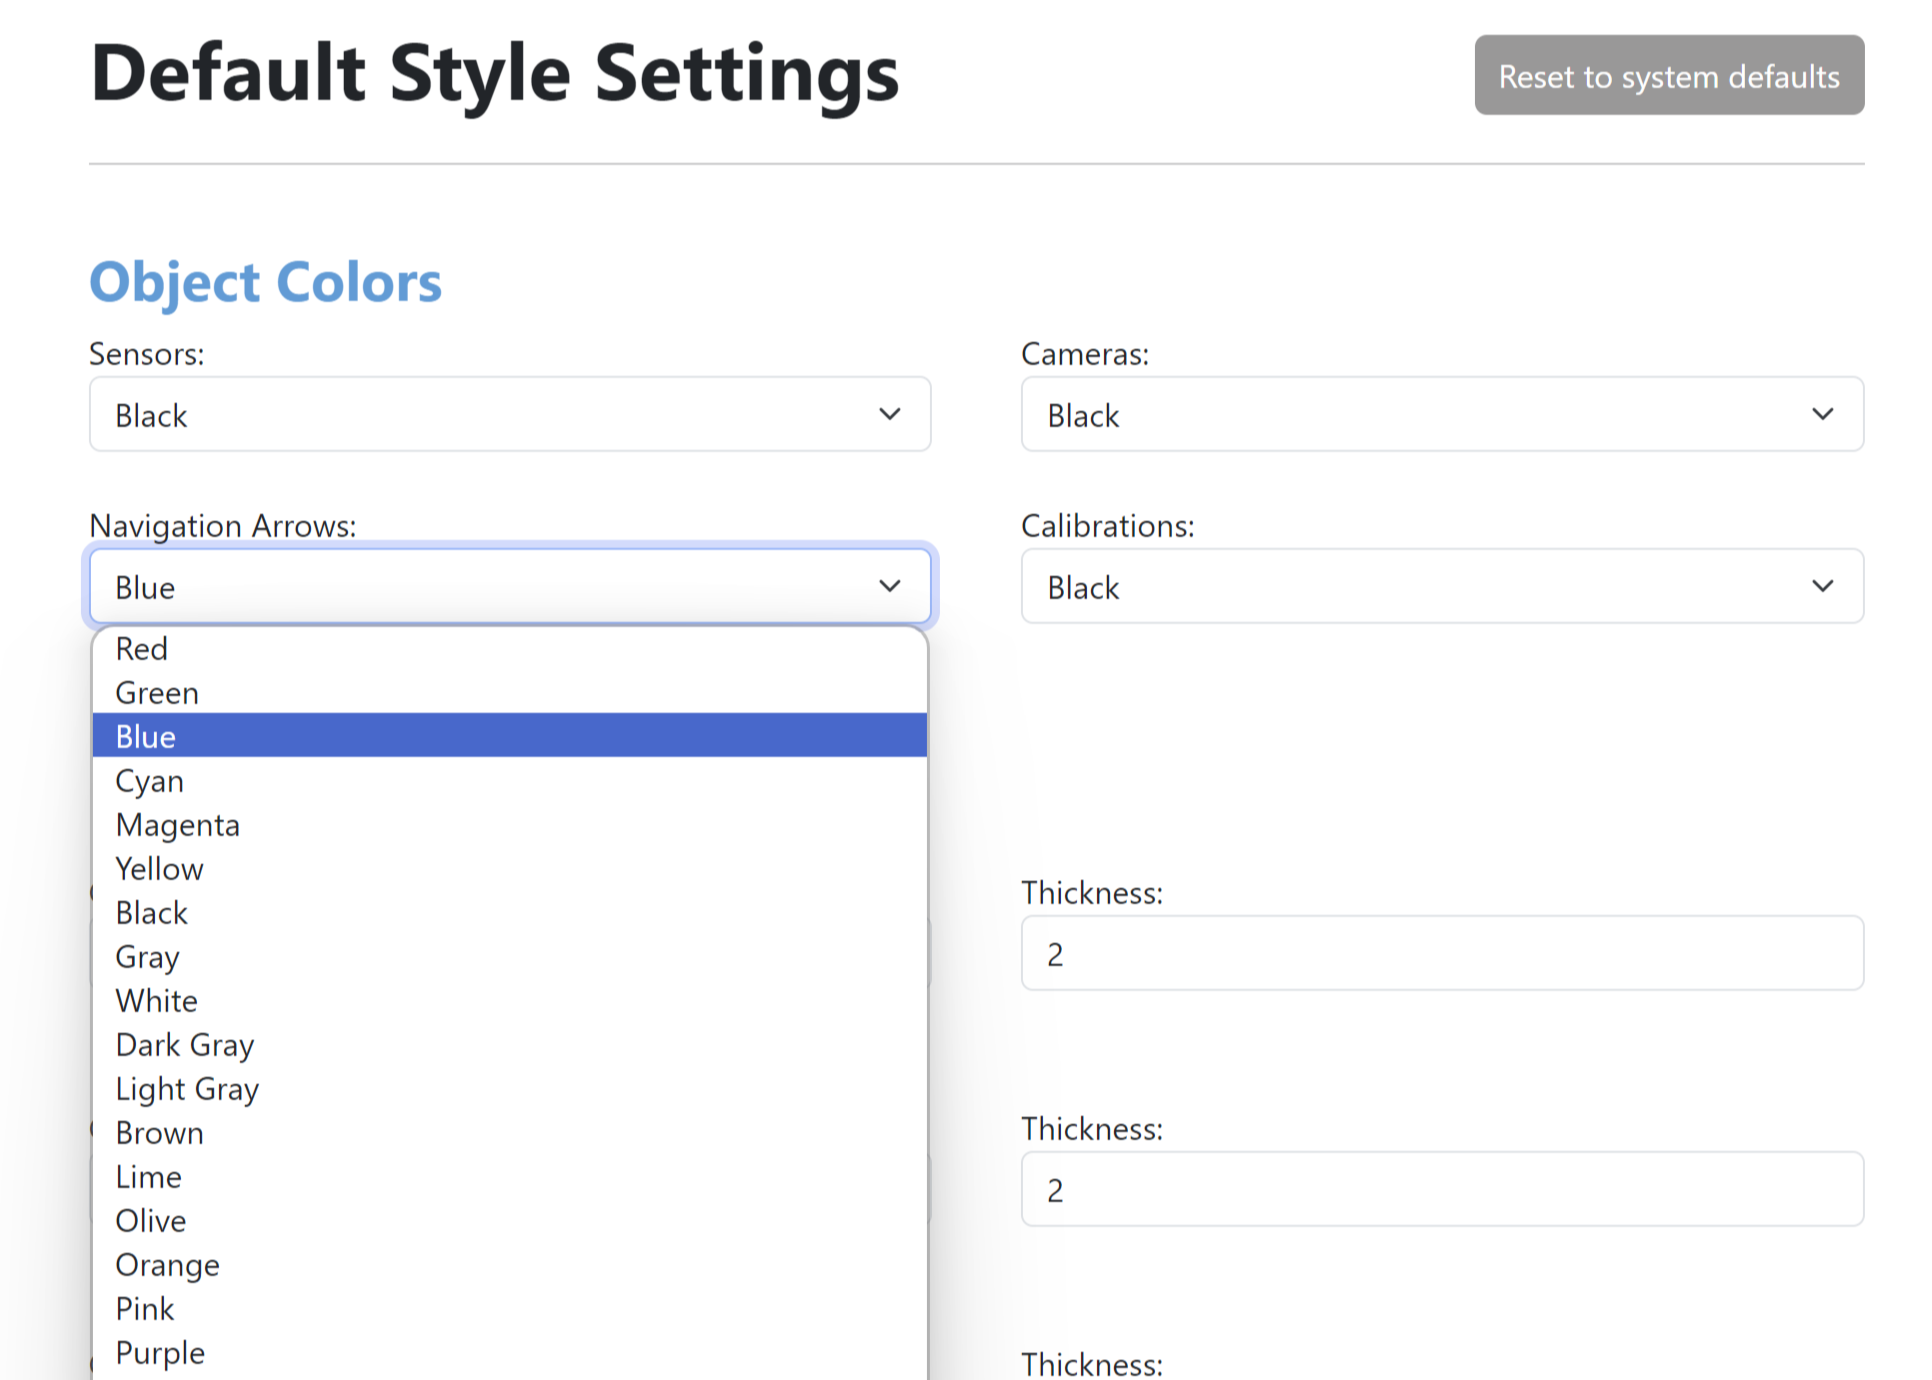 Default Style Settings
Reset to system defaults
Object Colors
Sensors:
Cameras:
Black
Black
Navigation Arrows:
Calibrations:
Blue
Black
Red
Green
Blue
Cyan
Magenta
Yellow
Black
Gray
White
Dark Gray
Light Gray
Brown
Lime
Olive
Orange
Pink
Purple
Thickness:
2
Thickness:
2
Thickness: